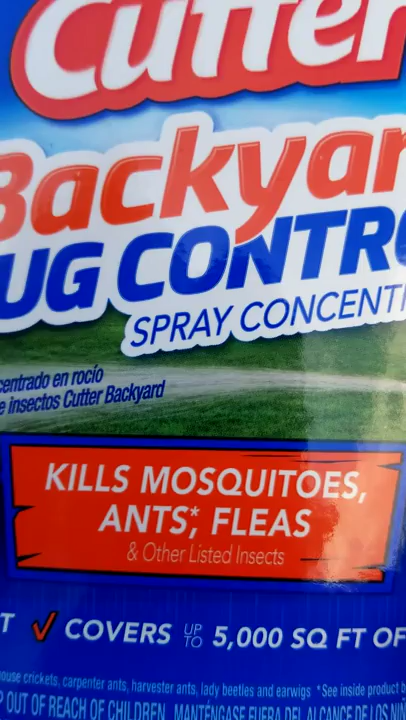 Cutter
Backyar
UG CONTRO
SPRAY CONCENT
centrado en rocío
e insectos Cutter Backyard
KILLS MOSQUITOES,
ANTS*, FLEAS
& Other Listed Insects
T ✓ COVERS UP TO 5,000 SQ FT OF
ouse crickets, carpenter ants, harvester ants, lady beetles and earwigs *See inside product b
P OUT OF REACH OF CHILDREN MANTÉNGASE FUERA DEL ALCANCE DE LOS NIÑ